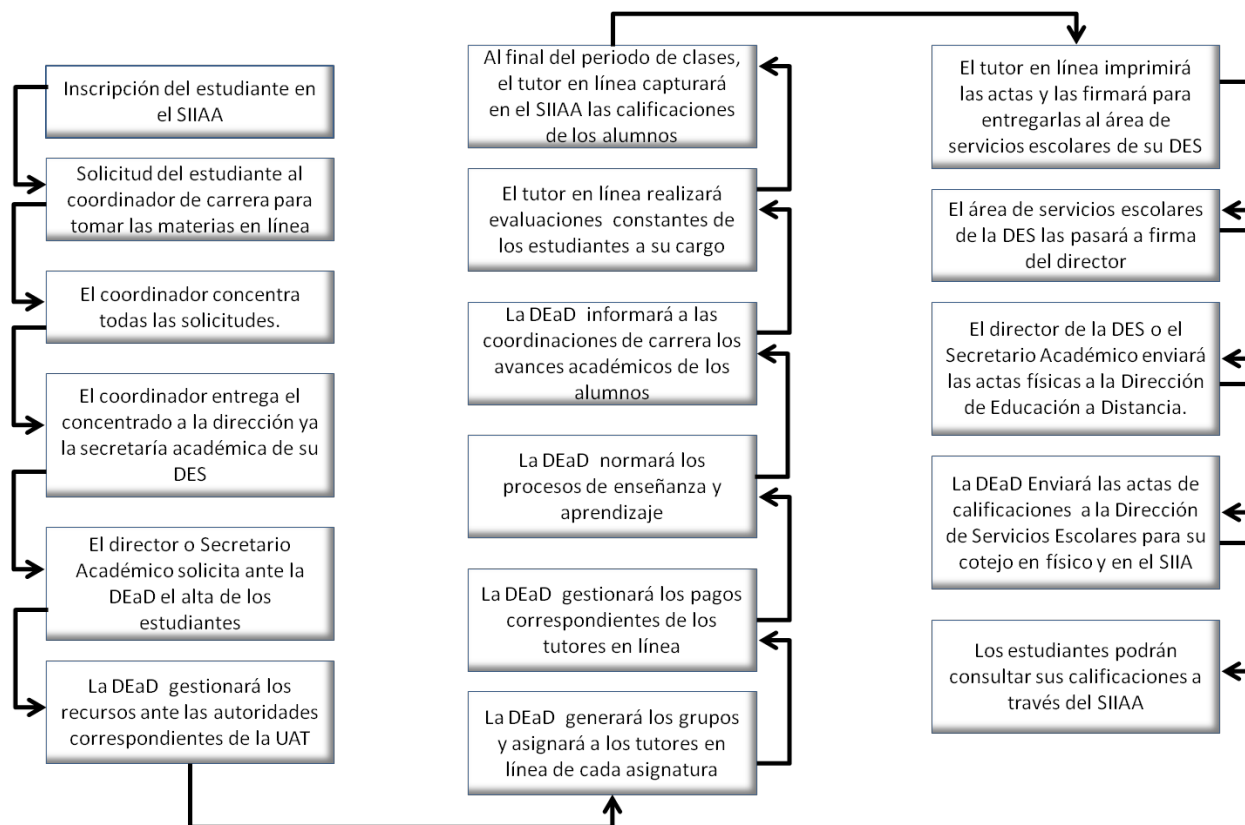 Inscripción del estudiante en
el SIIAA
Solicitud del estudiante al
coordinador de carrera para
tomar las materias en línea
El coordinador concentra
todas las solicitudes.
El coordinador entrega el
concentrado a la dirección ya
la secretaría académica de su
DES
El director o Secretario
Académico solicita ante la
DEaD el alta de los
estudiantes
La DEaD gestionará los
recursos ante las autoridades
correspondientes de la UAT
La DEaD generará los grupos
y asignará a los tutores en
línea de cada asignatura
La DEaD gestionará los pagos
correspondientes de los
tutores en línea
La DEaD normará los
procesos de enseñanza y
aprendizaje
La DEaD informará a las
coordinaciones de carrera los
avances académicos de los
alumnos
El tutor en línea realizará
evaluaciones constantes de
los estudiantes a su cargo
Al final del periodo de clases,
el tutor en línea capturará
en el SIIAA las calificaciones
de los alumnos
El tutor en línea imprimirá
las actas y las firmará para
entregarlas al área de
servicios escolares de su DES
El área de servicios escolares
de la DES las pasará a firma
del director
El director de la DES o el
Secretario Académico enviará
las actas físicas a la Dirección
de Educación a Distancia.
La DEaD Enviará las actas de
calificaciones a la Dirección
de Servicios Escolares para su
cotejo en físico y en el SIIA
Los estudiantes podrán
consultar sus calificaciones a
través del SIIAA